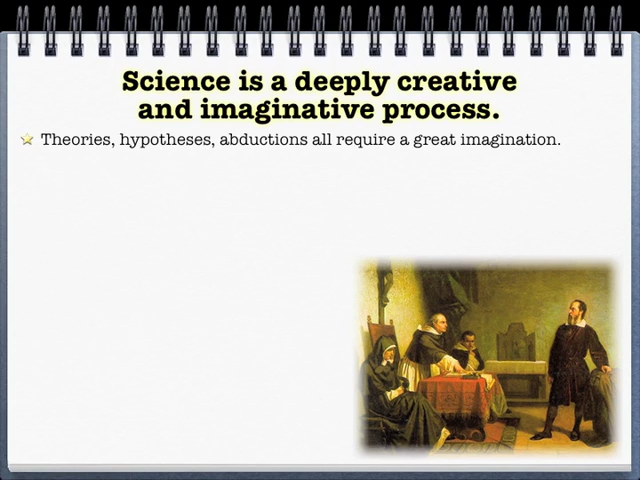 Science is a deeply creative
and imaginative process.
Theories, hypotheses, abductions all require a great imagination.